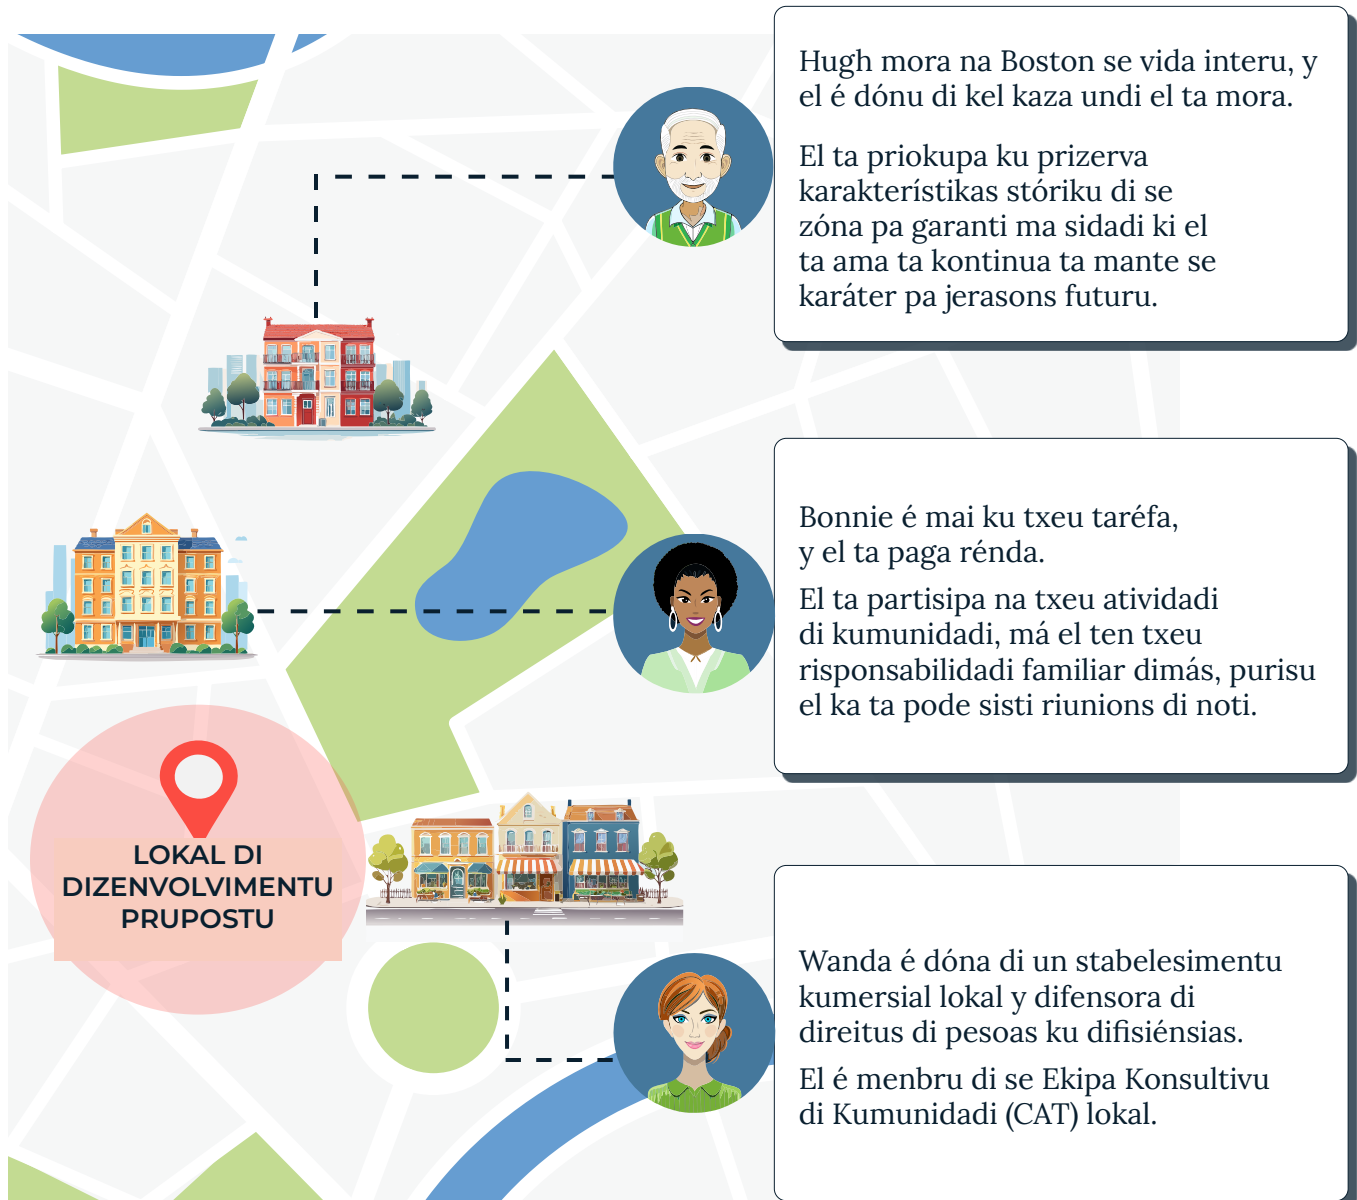 Hugh mora na Boston se vida interu, y
el é dónu di kel kaza undi el ta mora.
El ta priokupa ku prizerva
karakterístikas stóriku di se
zóna pa garanti ma sidadi ki el
ta ama ta kontinua ta mante se
karáter pa jerasons futuru.
Bonnie é mai ku txeu taréfa,
y el ta paga rénda.
El ta partisipa na txeu atividadi
di kumunidadi, má el ten txeu
risponsabilidadi familiar dimás, purisu
el ka ta pode sisti riunions di noti.
LOKAL DI
DIZENVOLVIMENTU
PRUPOSTU
Wanda é dóna di un stabelesimentu
kumersial lokal y difensora di
direitus di pesoas ku difisiénsias.
El é menbru di se Ekipa Konsultivu
di Kumunidadi (CAT) lokal.